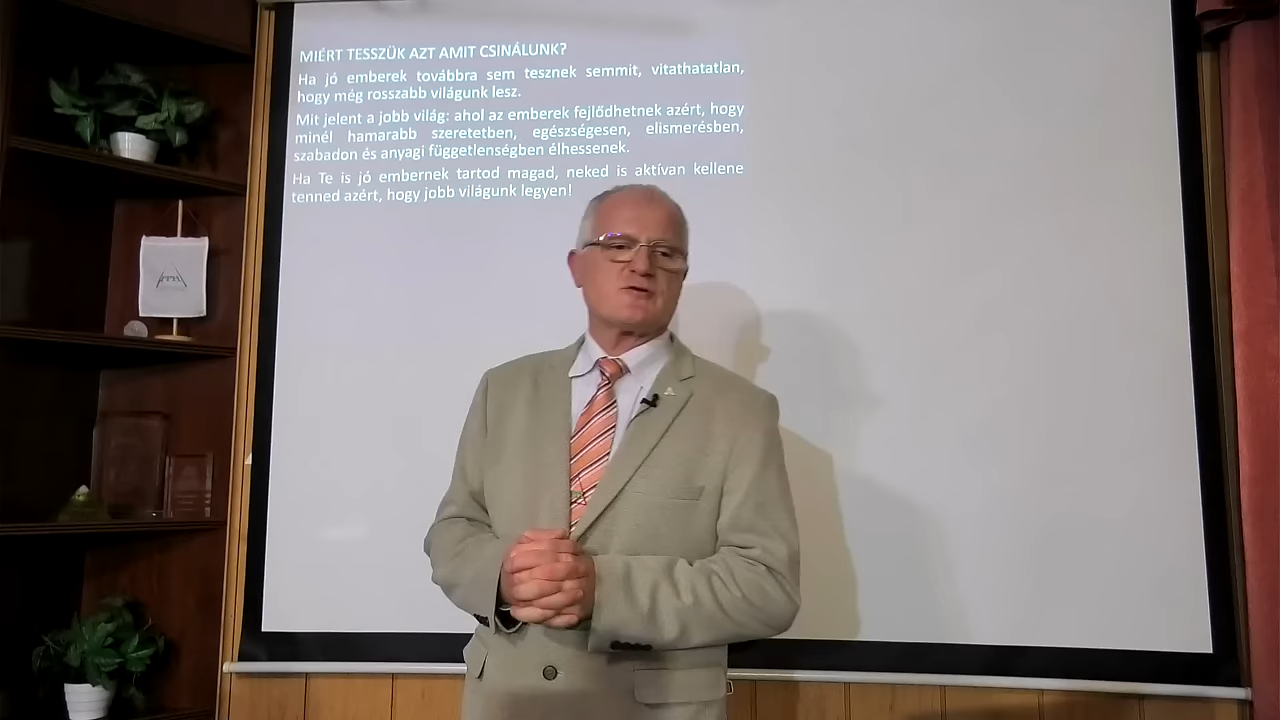 MIÉRT TESSZÜK AZT AMIT CSINÁLUNK?
Ha jó emberek továbbra sem tesznek semmit, vitathatatlan,
hogy még rosszabb világunk lesz.
Mit jelent a jobb világ: ahol az emberek fejlődhetnek azért, hogy
minél hamarabb szeretetben, egészségesen, elismerésben,
szabadon és anyagi függetlenségben élhessenek.
Ha Te is jó embernek tartod magad, neked is aktívan kellene
tenned azért, hogy jobb világunk legyen!